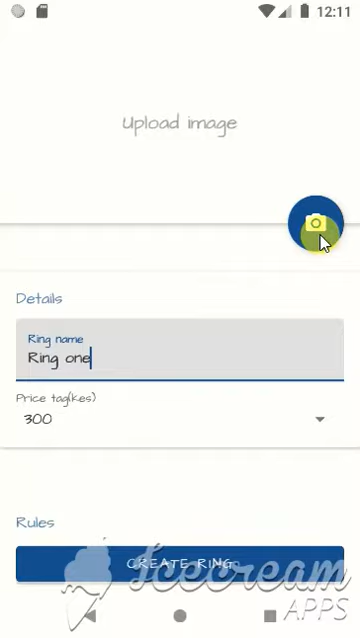 12:11
Upload image
Details
Ring name
Ring one
Price tag(kes)
300
Rules
CREATE RING
Icecream
APPS